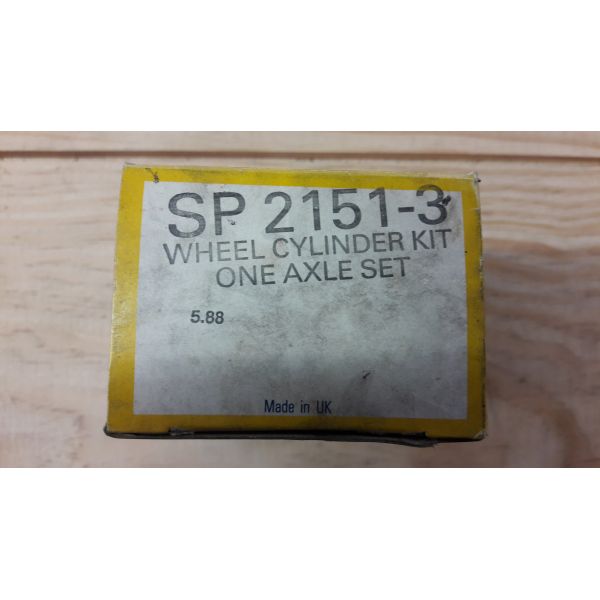 SP 2151-3
WHEEL CYLINDER KIT
ONE AXLE SET
5.88
Made in UK